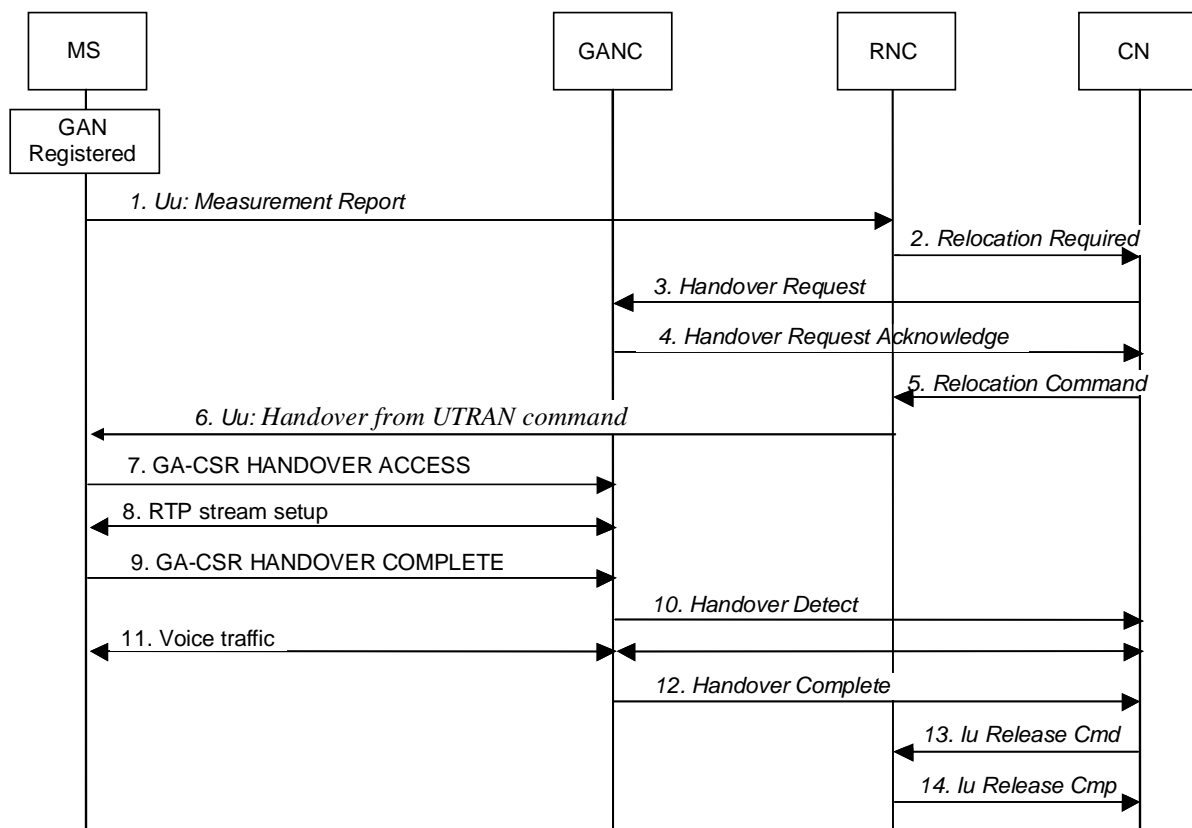 MS
GANC
RNC
CN
GAN
Registered
1. Uu: Measurement Report
2. Relocation Required
3. Handover Request
4. Handover Request Acknowledge
5. Relocation Command
6. Uu: Handover from UTRAN command
7. GA-CSR HANDOVER ACCESS
8. RTP stream setup
9. GA-CSR HANDOVER COMPLETE
10. Handover Detect
11. Voice traffic
12. Handover Complete
13. Iu Release Cmd
14. Iu Release Cmp